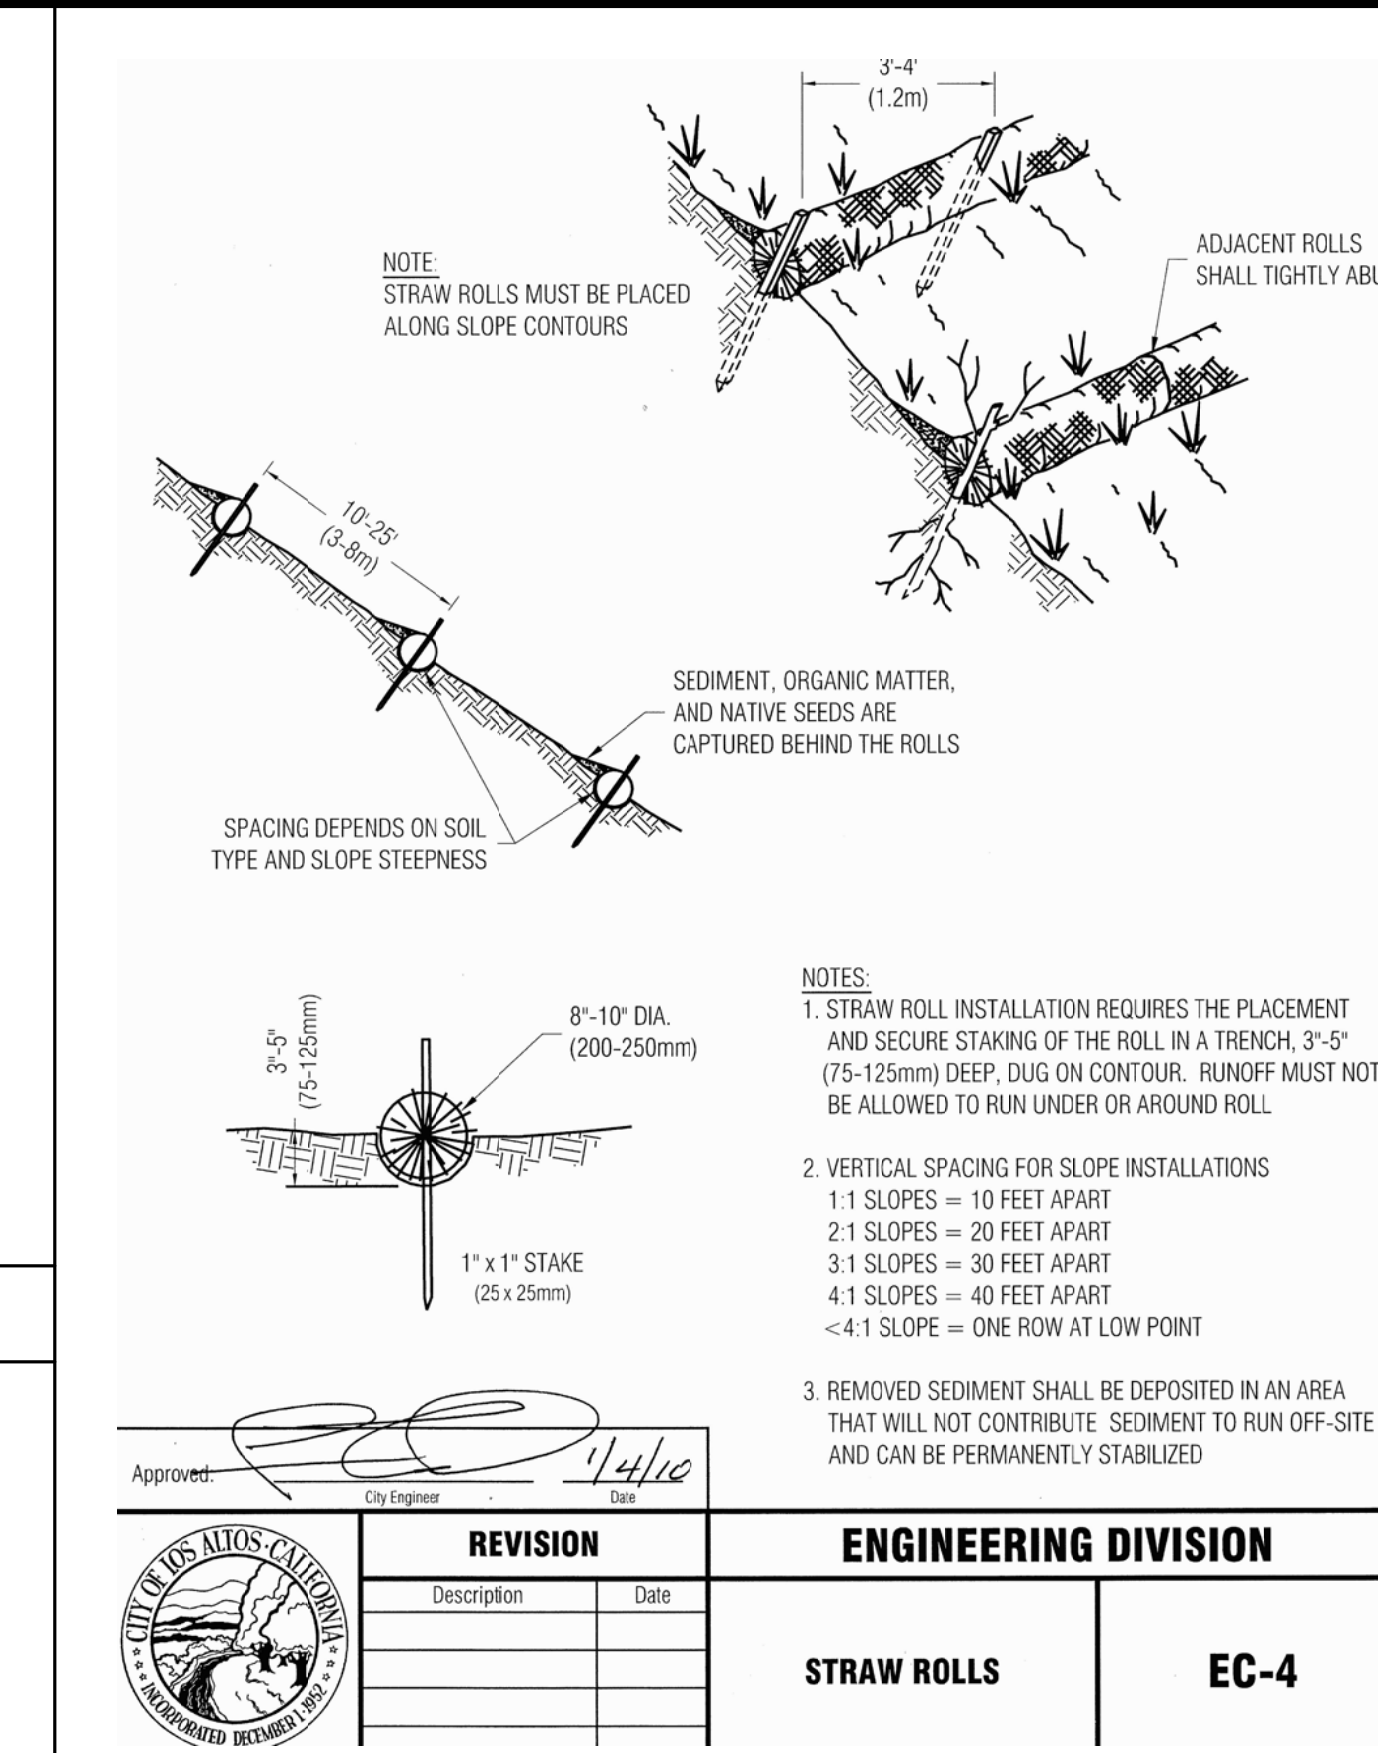 3'-4'
(1.2m)
ADJACENT ROLLS
SHALL TIGHTLY ABU
NOTE:
STRAW ROLLS MUST BE PLACED
ALONG SLOPE CONTOURS
10'-25'
(3-8m)
SEDIMENT, ORGANIC MATTER,
AND NATIVE SEEDS ARE
CAPTURED BEHIND THE ROLLS
SPACING DEPENDS ON SOIL
TYPE AND SLOPE STEEPNESS
3"-5"
(75-125mm)
8"-10" DIA.
(200-250mm)
1" x 1" STAKE
(25 x 25mm)
NOTES:
1. STRAW ROLL INSTALLATION REQUIRES THE PLACEMENT
AND SECURE STAKING OF THE ROLL IN A TRENCH, 3"-5"
(75-125mm) DEEP, DUG ON CONTOUR. RUNOFF MUST NOT
BE ALLOWED TO RUN UNDER OR AROUND ROLL
2. VERTICAL SPACING FOR SLOPE INSTALLATIONS
1:1 SLOPES = 10 FEET APART
2:1 SLOPES = 20 FEET APART
3:1 SLOPES = 30 FEET APART
4:1 SLOPES = 40 FEET APART
<4:1 SLOPE = ONE ROW AT LOW POINT
3. REMOVED SEDIMENT SHALL BE DEPOSITED IN AN AREA
THAT WILL NOT CONTRIBUTE SEDIMENT TO RUN OFF-SITE
AND CAN BE PERMANENTLY STABILIZED
Approved:
1/4/10
City Engineer
Date
CITY OF LOS ALTOS · CALIFORNIA
INCORPORATED DECEMBER 1·1952
REVISION
Description
Date
ENGINEERING DIVISION
STRAW ROLLS
EC-4